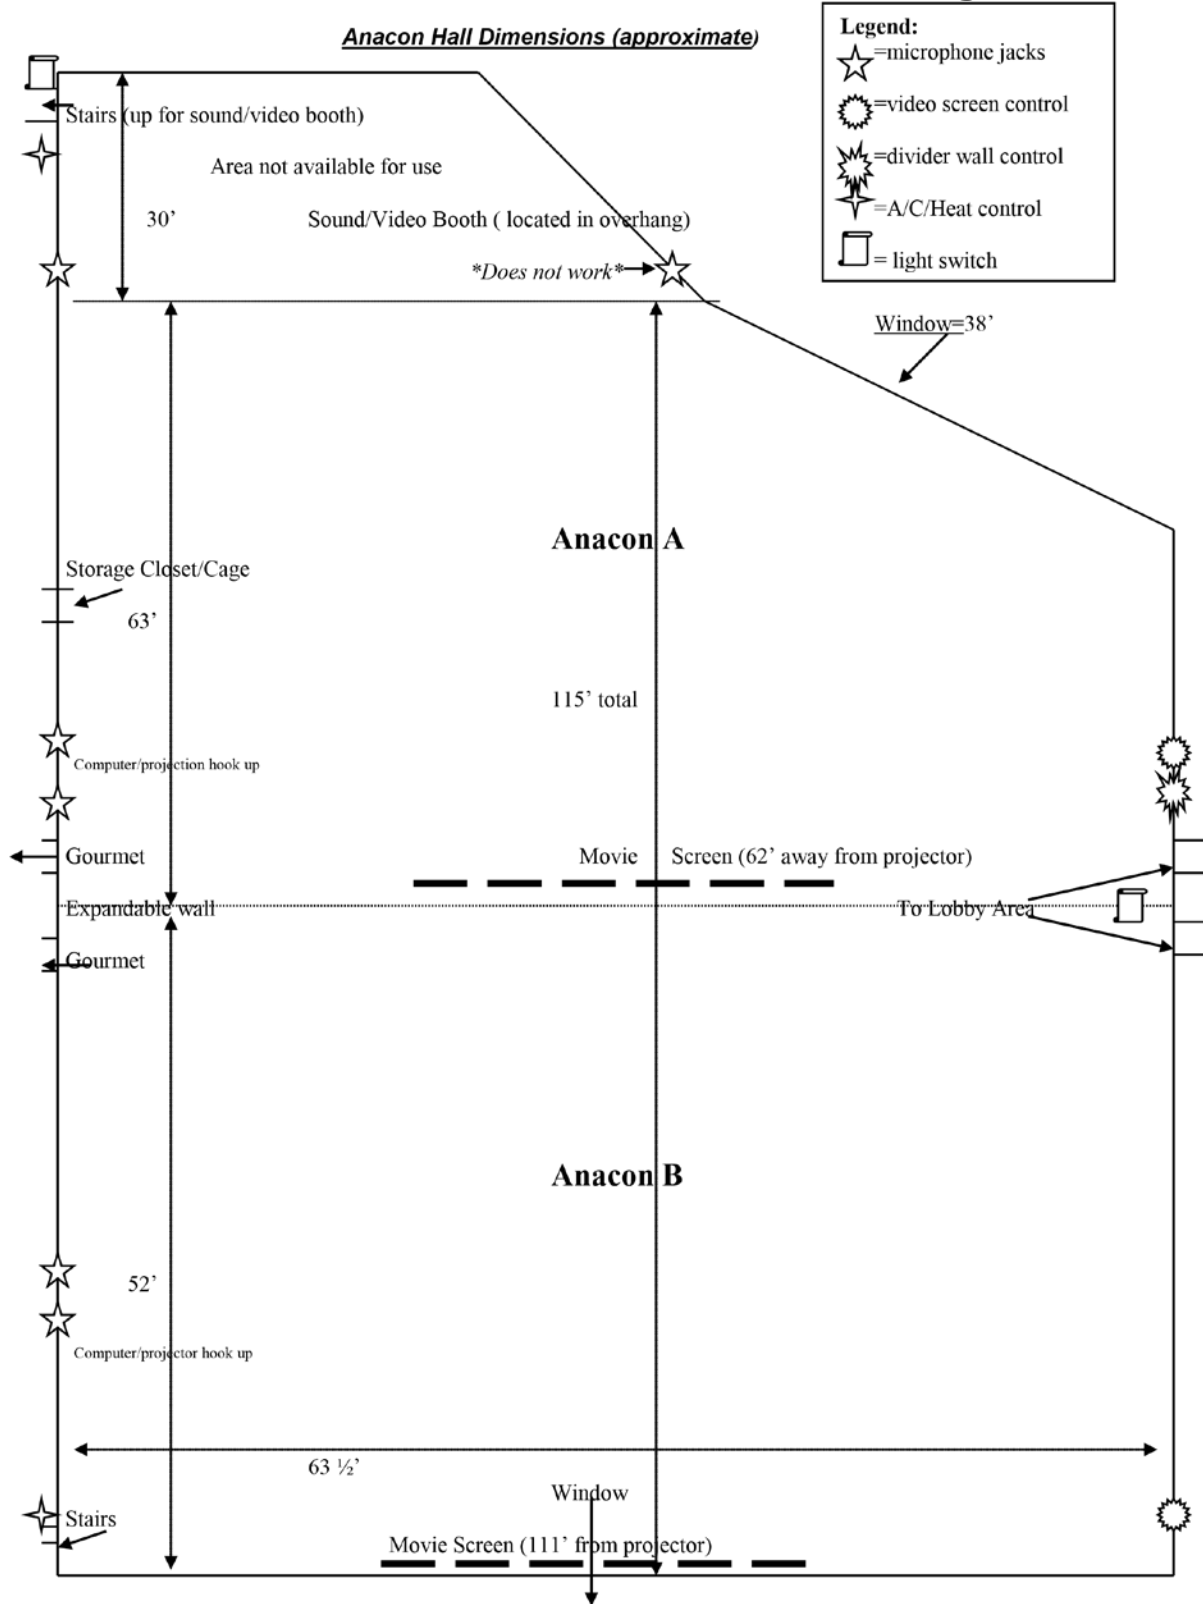 Anacon Hall Dimensions (approximate)
Legend:
=microphone jacks
=video screen control
=divider wall control
=A/C/Heat control
= light switch
Stairs (up for sound/video booth)
Area not available for use
30’
Sound/Video Booth ( located in overhang)
*Does not work*
Window=38’
Anacon A
Storage Closet/Cage
63’
115’ total
Computer/projection hook up
Gourmet
Movie Screen (62’ away from projector)
Expandable wall
To Lobby Area
Gourmet
Anacon B
52’
Computer/projector hook up
63 ½’
Window
Stairs
Movie Screen (111’ from projector)